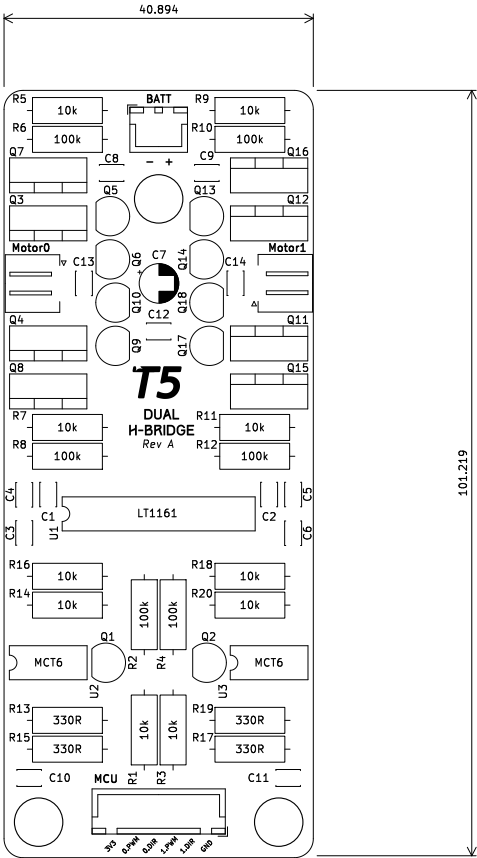 40.894
R5 BATT R9
10k 10k
R6 R10
100k 100k
Q7 C8 - + C9 Q16
Q3 Q5 Q13 Q12
Motor0 Motor1
C13 Q6 C7 Q14 C14
+
Q10 Q18
C12
Q4 Q9 Q17 Q11
Q8 Q15
T5
DUAL
H-BRIDGE
Rev A
R7 R11
10k 10k
R8 R12
100k 100k
101.219
C4 C1 C2 C5
LT1161
C3 U1 C6
R16 R18
10k 10k
R14 R20
10k 10k
100k 100k
Q1 R2 R4 Q2
MCT6 MCT6
U2 U3
R13 R19
330R 330R
R15 10k 10k R17
330R 330R
C10 MCU R1 R3 C11
3V3 0.PWM 0.DIR 1.PWM 1.DIR GND